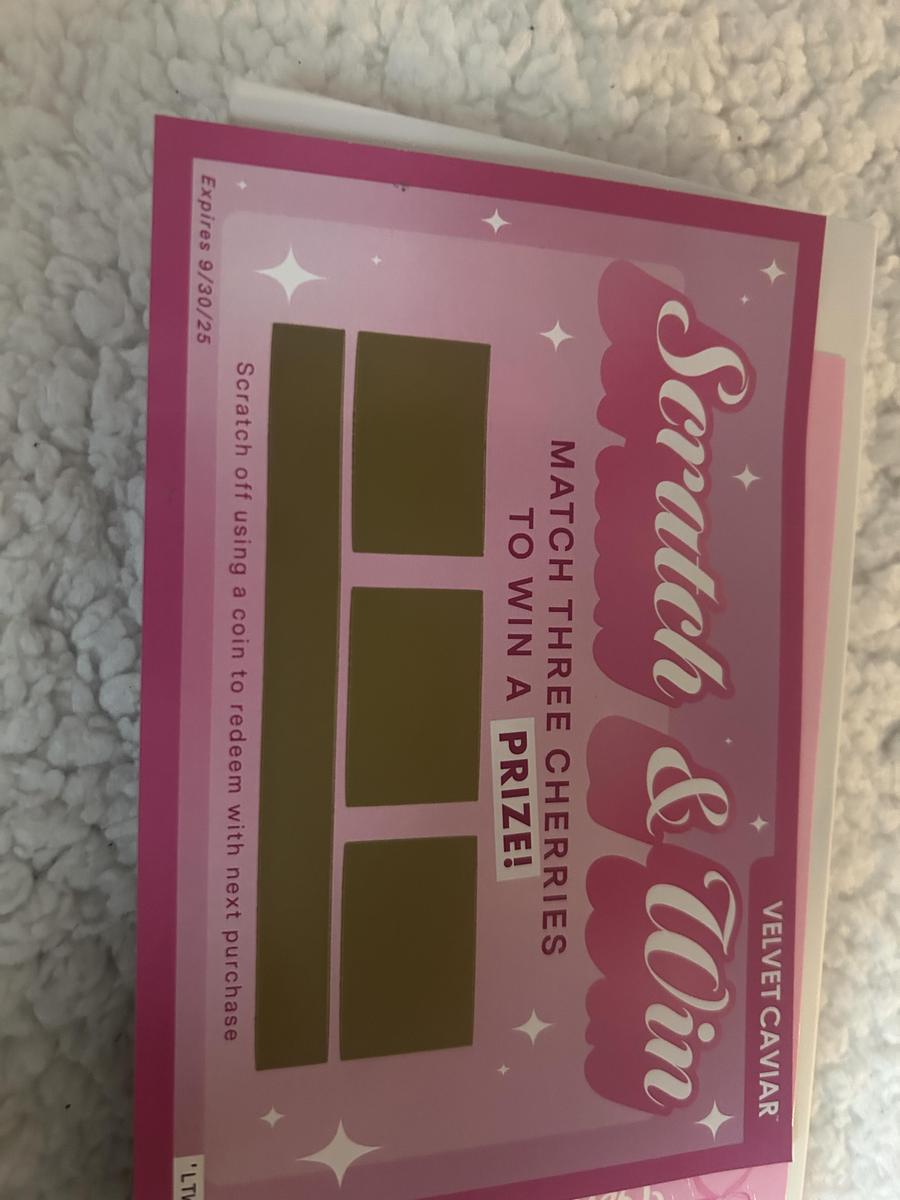 VELVET CAVIAR
Scratch & Win
MATCH THREE CHERRIES
TO WIN A PRIZE!
Scratch off using a coin to redeem with next purchase
Expires 9/30/25